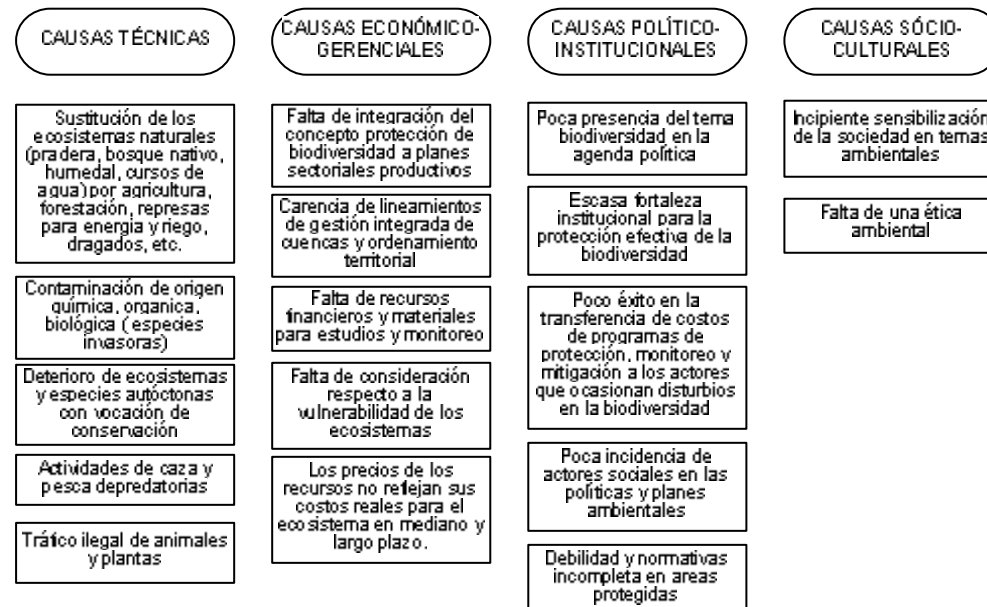 CAUSAS TÉCNICAS
Sustitución de los
ecosistemas naturales
(pradera, bosque nativo,
humedal, cursos de
agua) por agricultura,
forestación, represas
para energía y riego,
dragados, etc.
Contaminación de origen
química, organica,
biológica ( especies
invasoras)
Deterioro de ecosistemas
y especies autóctonas
con vocación de
conservación
Actividades de caza y
pesca depredatorias
Tráfico ilegal de animales
y plantas
CAUSAS ECONÓMICO-
GERENCIALES
Falta de integración del
concepto protección de
biodiversidad a planes
sectoriales productivos
Carencia de lineamientos
de gestión integrada de
cuencas y ordenamiento
territorial
Falta de recursos
financieros y materiales
para estudios y monitoreo
Falta de consideración
respecto a la
vulnerabilidad de los
ecosistemas
Los precios de los
recursos no reflejan sus
costos reales para el
ecosistema en mediano y
largo plazo.
CAUSAS POLÍTICO-
INSTITUCIONALES
Poca presencia del tema
biodiversidad en la
agenda política
Escasa fortaleza
institucional para la
protección efectiva de la
biodiversidad
Poco éxito en la
transferencia de costos
de programas de
protección, monitoreo y
mitigación a los actores
que ocasionan disturbios
en la biodiversidad
Poca incidencia de
actores sociales en las
políticas y planes
ambientales
Debilidad y normativas
incompleta en areas
protegidas
CAUSAS SÓCIO-
CULTURALES
Incipiente sensibilización
de la sociedad en temas
ambientales
Falta de una ética
ambiental